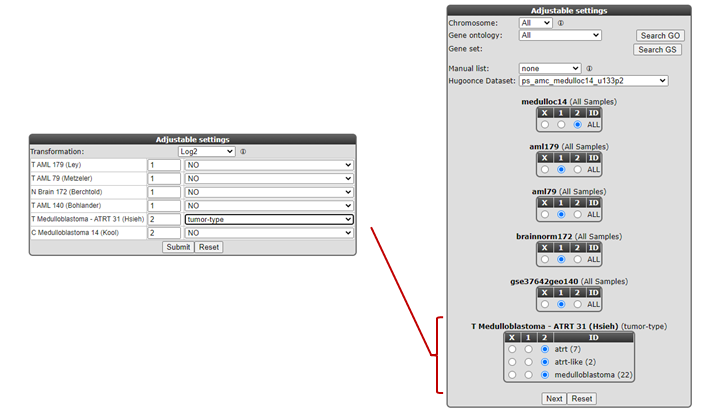 Adjustable settings
Transformation: Log2
T AML 179 (Ley) 1 NO
T AML 79 (Metzeler) 1 NO
N Brain 172 (Berchtold) 1 NO
T AML 140 (Bohlander) 1 NO
T Medulloblastoma - ATRT 31 (Hsieh) 2 tumor-type
C Medulloblastoma 14 (Kool) 2 NO
Submit Reset
Adjustable settings
Chromosome: All
Gene ontology: All Search GO
Gene set: Search GS
Manual list: none
Hugoonce Dataset: ps_amc_medulloc14_u133p2
medulloc14 (All Samples)
X 1 2 ID
ALL
aml179 (All Samples)
X 1 2 ID
ALL
aml79 (All Samples)
X 1 2 ID
ALL
brainnorm172 (All Samples)
X 1 2 ID
ALL
gse37642geo140 (All Samples)
X 1 2 ID
ALL
T Medulloblastoma - ATRT 31 (Hsieh) (tumor-type)
X 1 2 ID
atrt (7)
atrt-like (2)
medulloblastoma (22)
Next Reset